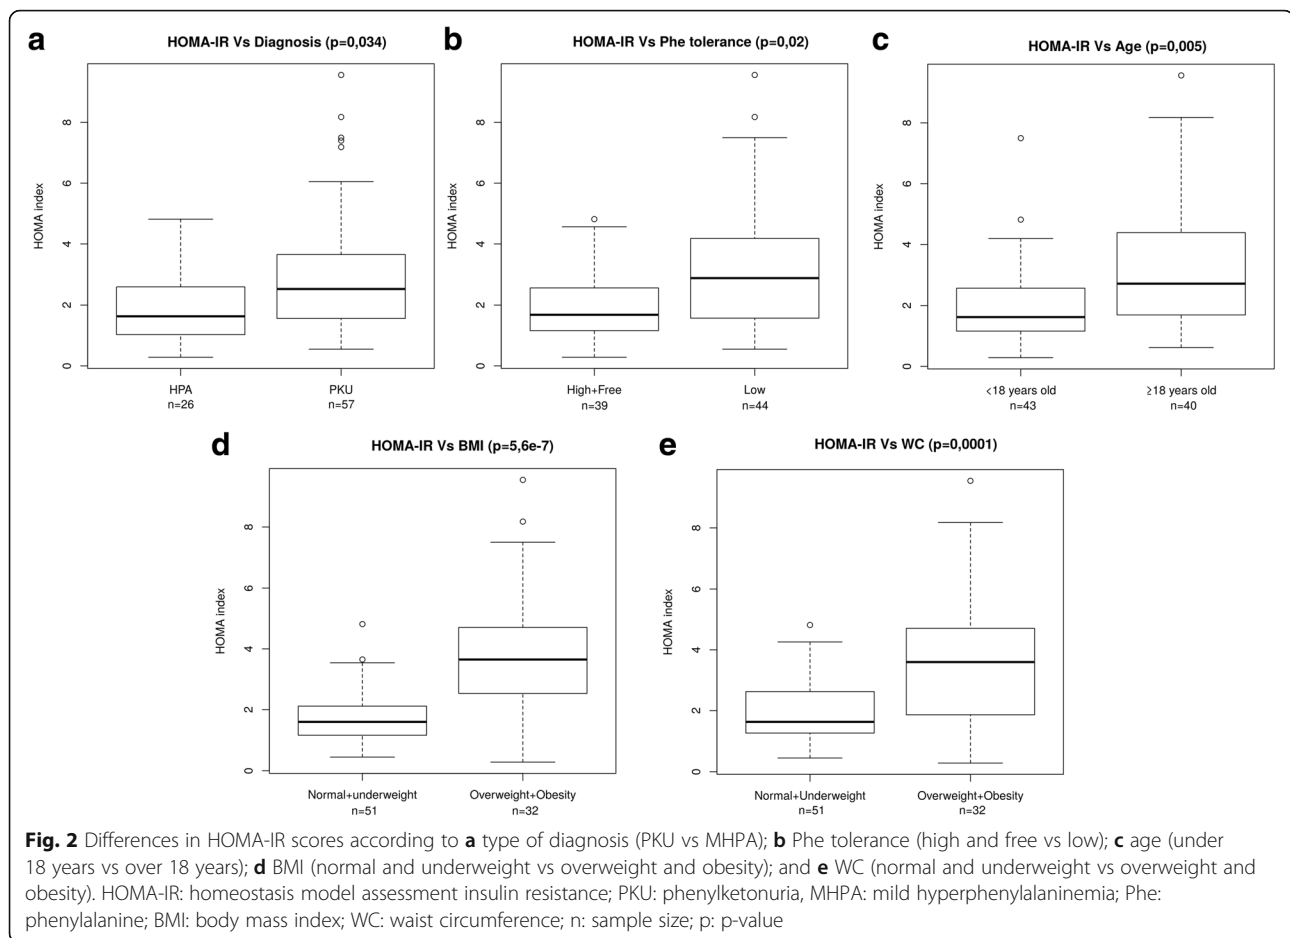 a
HOMA-IR Vs Diagnosis (p=0,034)
HOMA index
0
2
4
6
8
HPA
n=26
PKU
n=57
b
HOMA-IR Vs Phe tolerance (p=0,02)
HOMA index
0
2
4
6
8
High+Free
n=39
Low
n=44
c
HOMA-IR Vs Age (p=0,005)
HOMA index
0
2
4
6
8
<18 years old
n=43
≥18 years old
n=40
d
HOMA-IR Vs BMI (p=5,6e-7)
HOMA index
0
2
4
6
8
Normal+underweight
n=51
Overweight+Obesity
n=32
e
HOMA-IR Vs WC (p=0,0001)
HOMA index
0
2
4
6
8
Normal+Underweight
n=51
Overweight+Obesity
n=32
Fig. 2 Differences in HOMA-IR scores according to a type of diagnosis (PKU vs MHPA); b Phe tolerance (high and free vs low); c age (under
18 years vs over 18 years); d BMI (normal and underweight vs overweight and obesity); and e WC (normal and underweight vs overweight and
obesity). HOMA-IR: homeostasis model assessment insulin resistance; PKU: phenylketonuria, MHPA: mild hyperphenylalaninemia; Phe:
phenylalanine; BMI: body mass index; WC: waist circumference; n: sample size; p: p-value